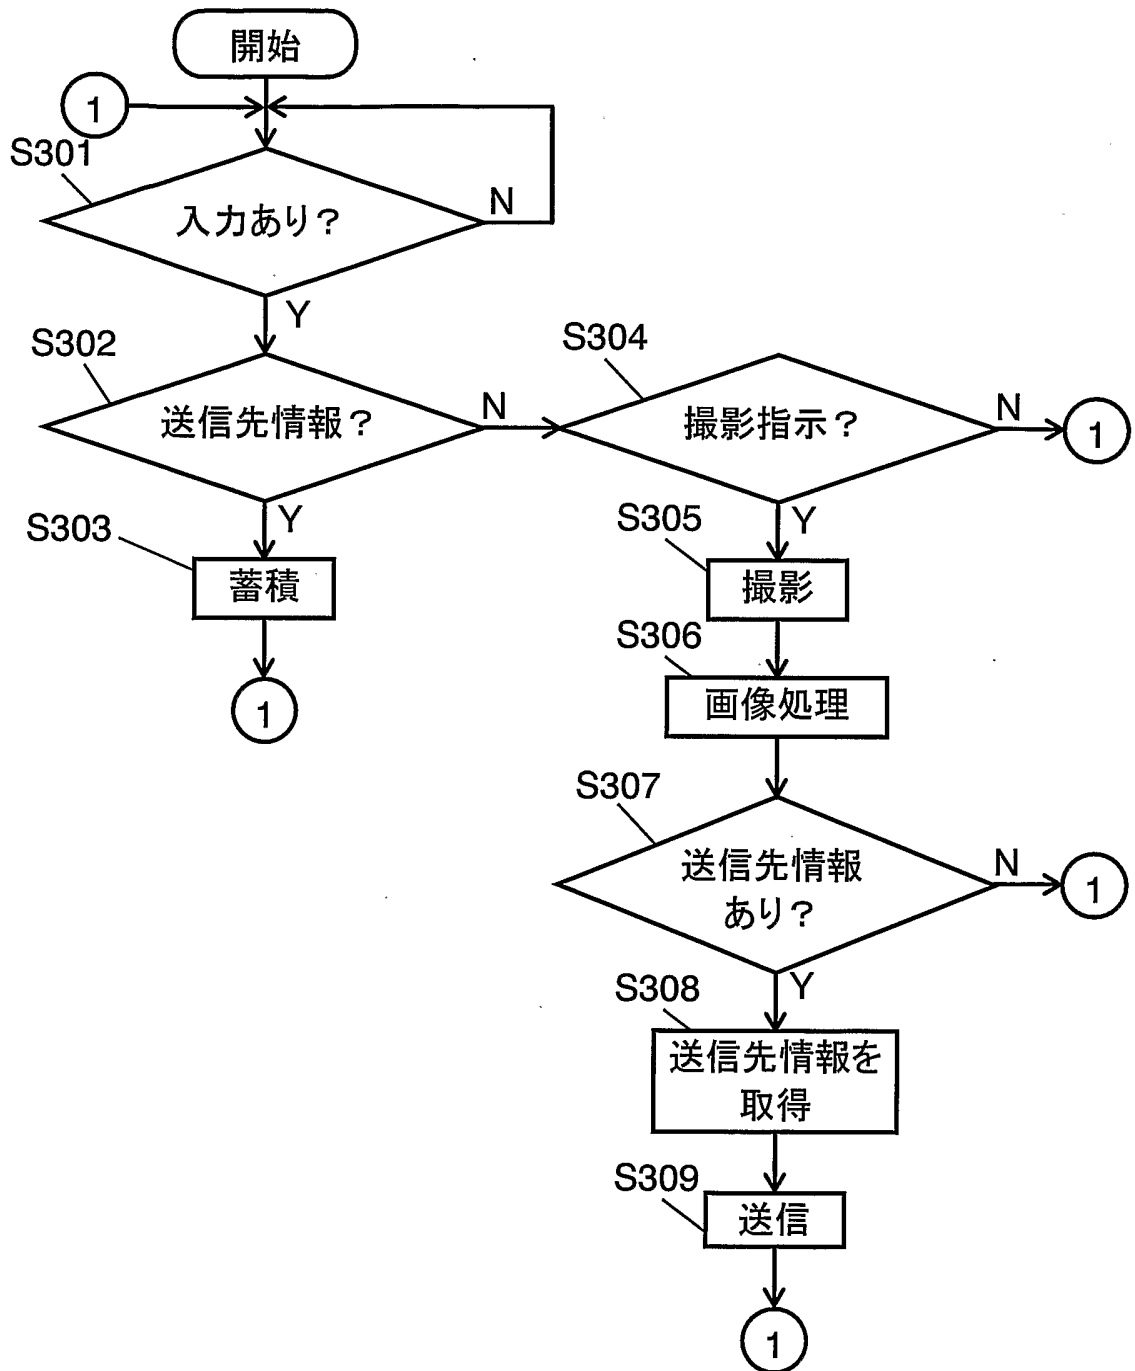 開始
1
S301
入力あり？
N
Y
S302
送信先情報？
N
S304
撮影指示？
N
1
Y
S303
蓄積
1
Y
S305
撮影
S306
画像処理
S307
送信先情報
あり？
N
1
Y
S308
送信先情報を
取得
S309
送信
1